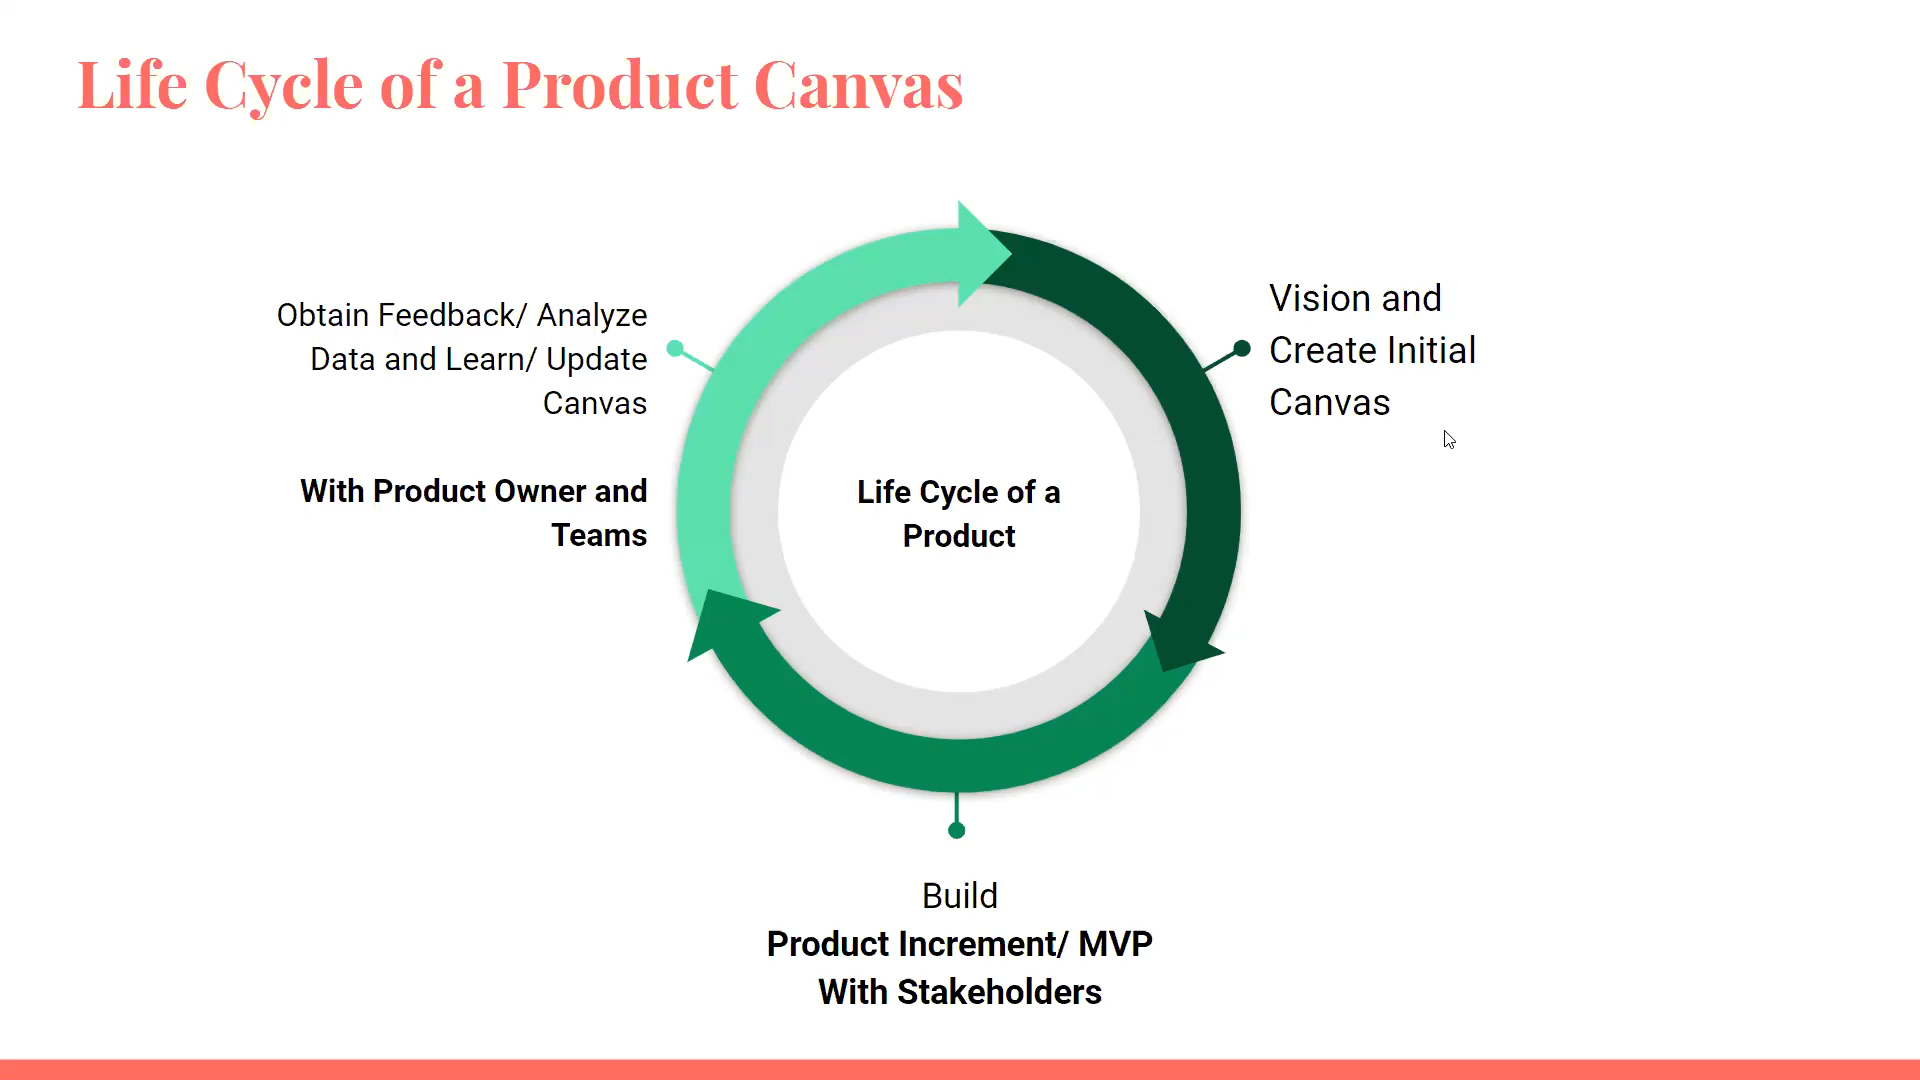 Life Cycle of a Product Canvas
Obtain Feedback/ Analyze
Data and Learn/ Update
Canvas
With Product Owner and
Teams
Life Cycle of a
Product
Vision and
Create Initial
Canvas
Build
Product Increment/ MVP
With Stakeholders